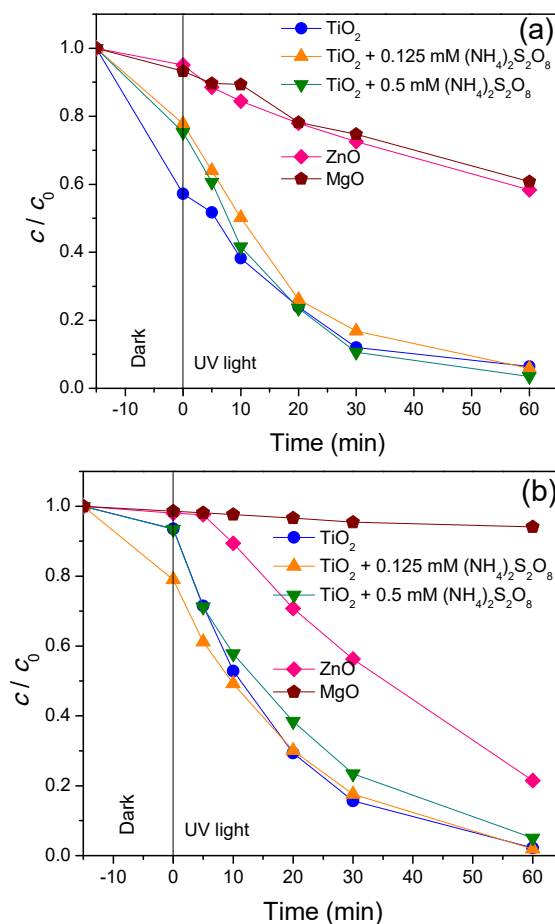 (a)
TiO₂
TiO₂ + 0.125 mM (NH₄)₂S₂O₈
TiO₂ + 0.5 mM (NH₄)₂S₂O₈
ZnO
MgO
1.0
0.8
0.6
0.4
0.2
0.0
c / c₀
Dark
UV light
-10 0 10 20 30 40 50 60
Time (min)
(b)
TiO₂
TiO₂ + 0.125 mM (NH₄)₂S₂O₈
TiO₂ + 0.5 mM (NH₄)₂S₂O₈
ZnO
MgO
1.0
0.8
0.6
0.4
0.2
0.0
c / c₀
Dark
UV light
-10 0 10 20 30 40 50 60
Time (min)